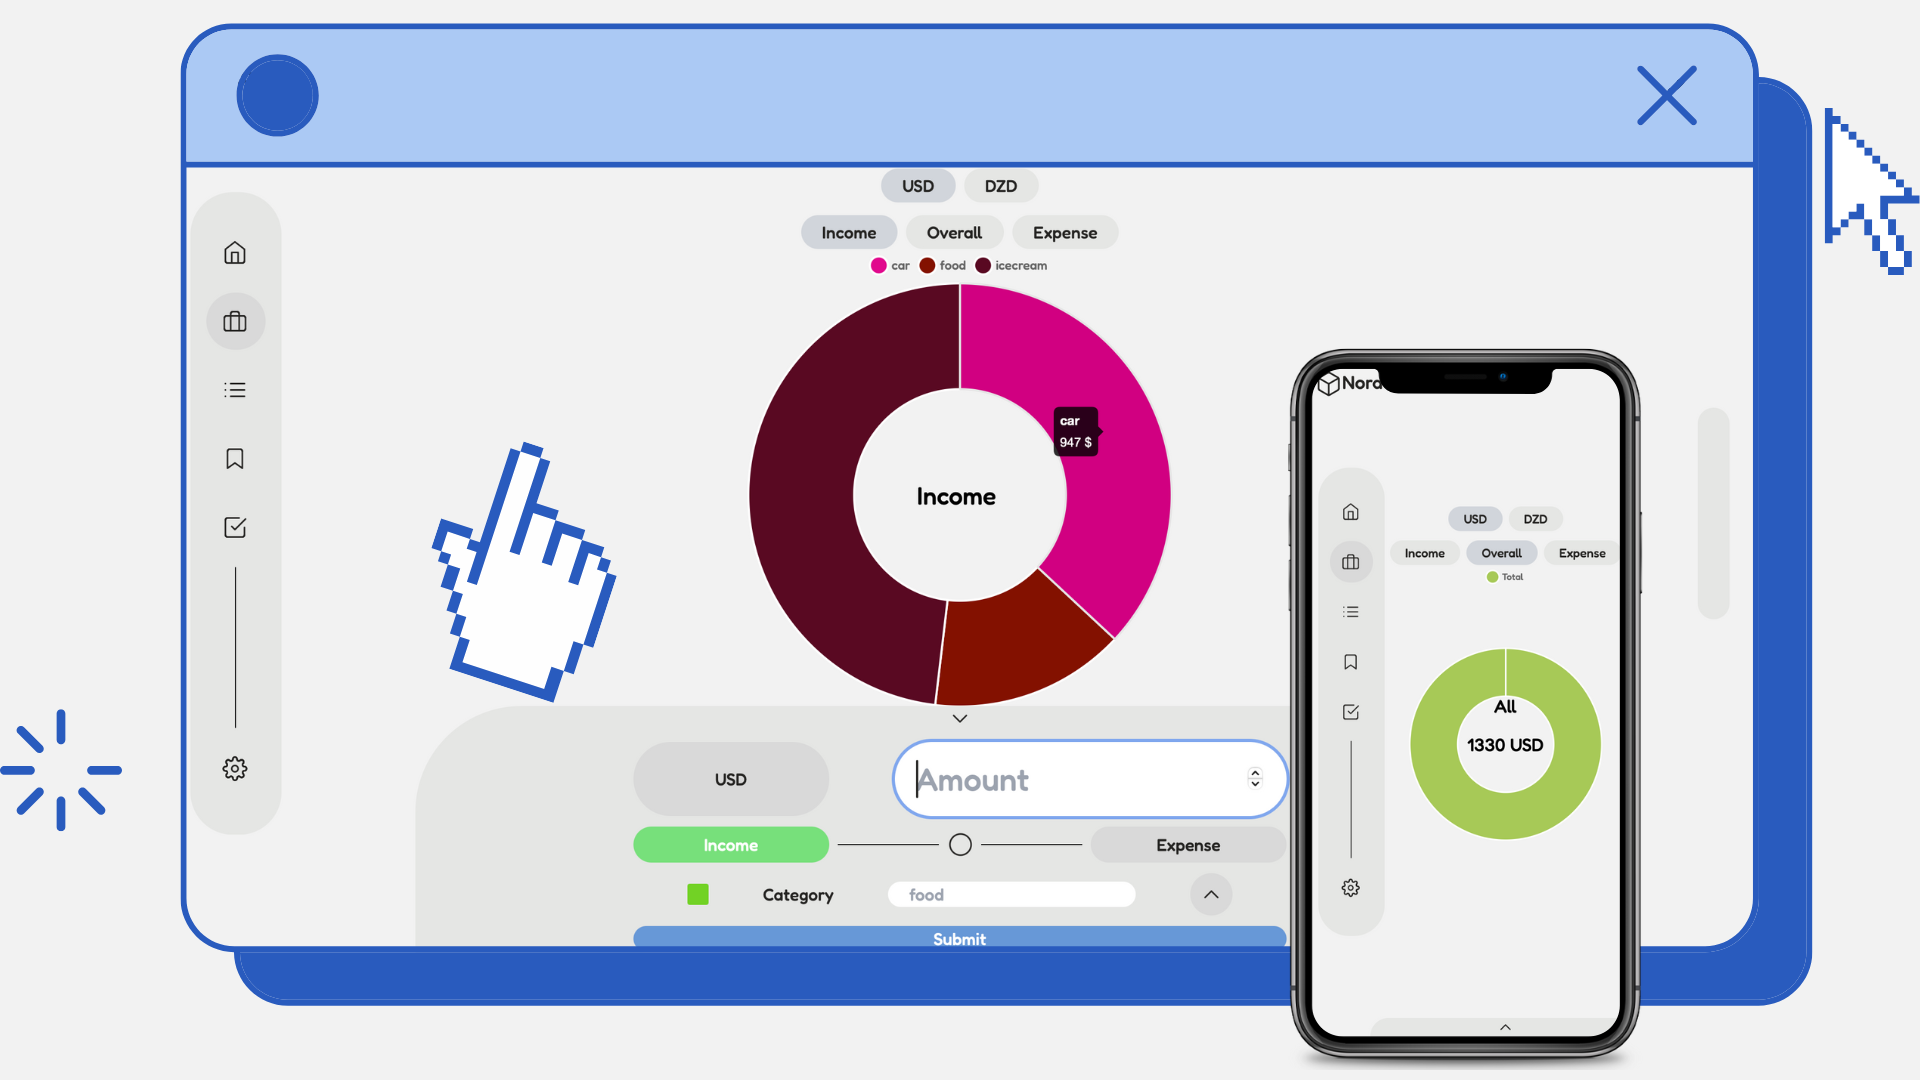 USD DZD
Income Overall Expense
car food icecream
car
947 $
Income
USD Amount
Income Expense
Category food
Submit
Nord
USD DZD
Income Overall Expense
Total
All
1330 USD